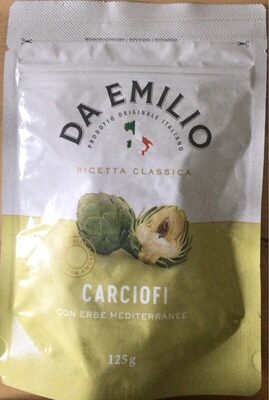 DA EMILIO
PRODOTTO ORIGINALE ITALIANO
RICETTA CLASSICA
CARCIOFI
CON ERBE MEDITERRANEE
125g